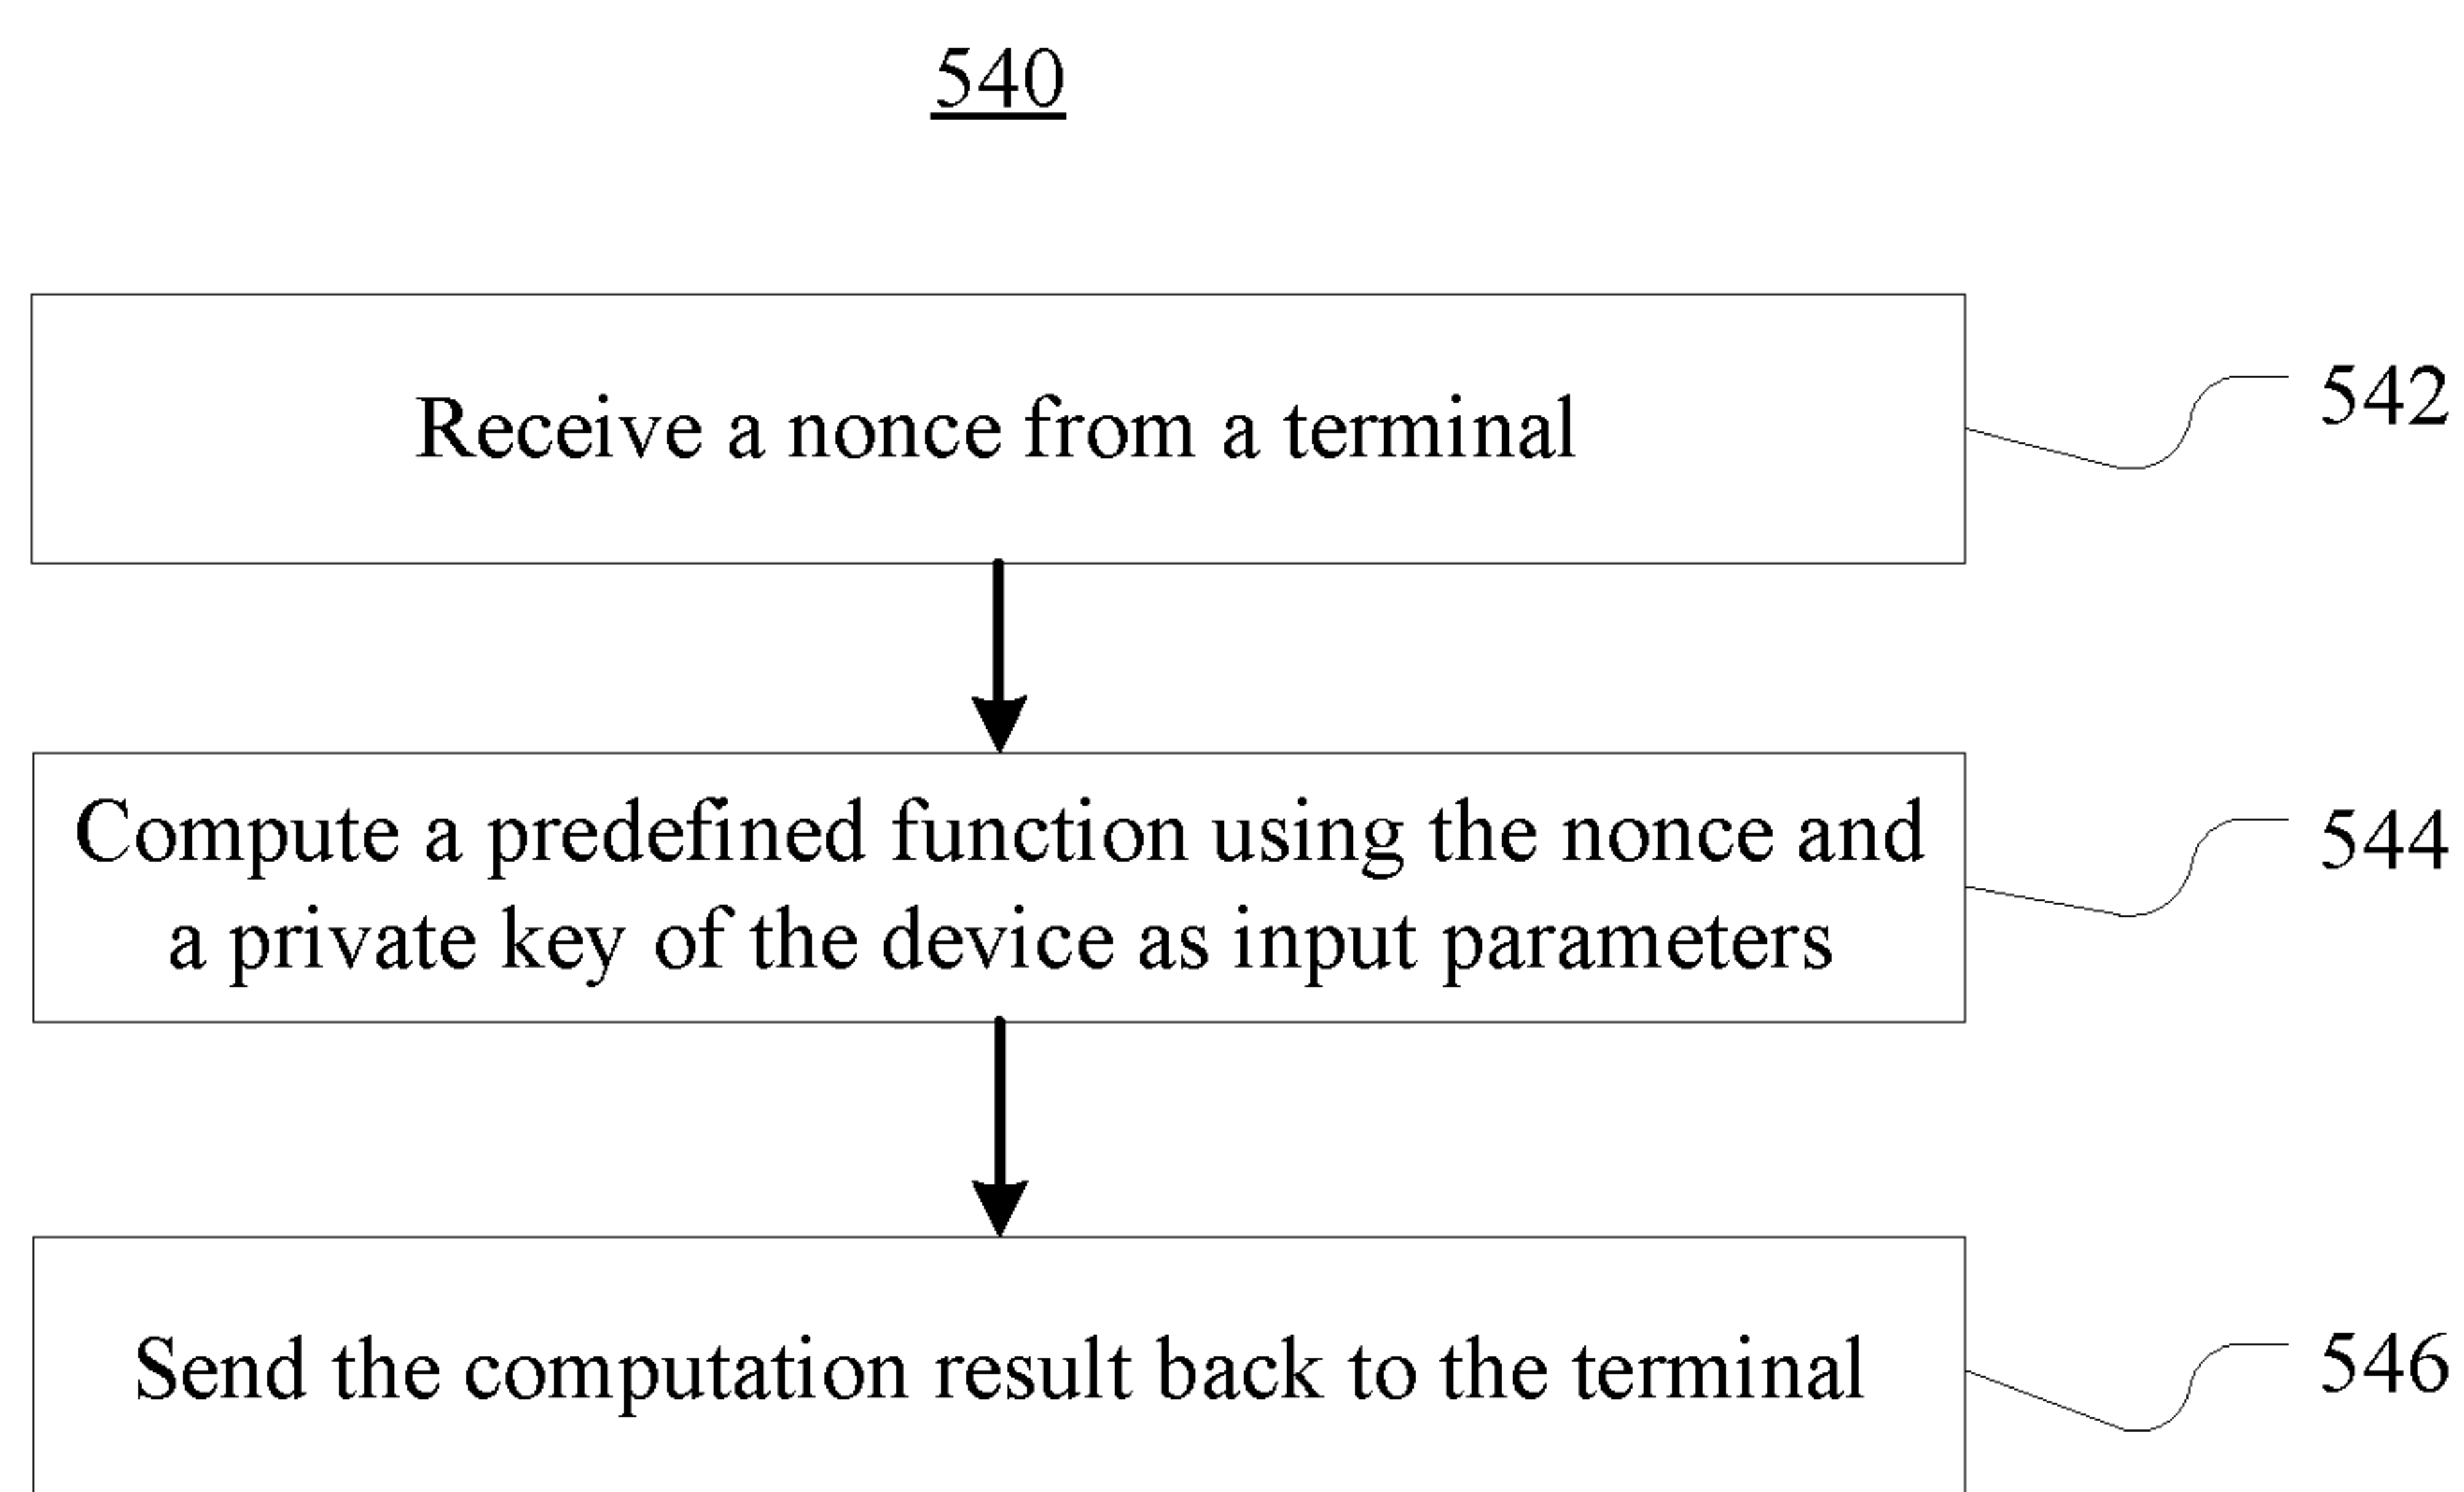 540
Receive a nonce from a terminal
542
Compute a predefined function using the nonce and
a private key of the device as input parameters
544
Send the computation result back to the terminal
546